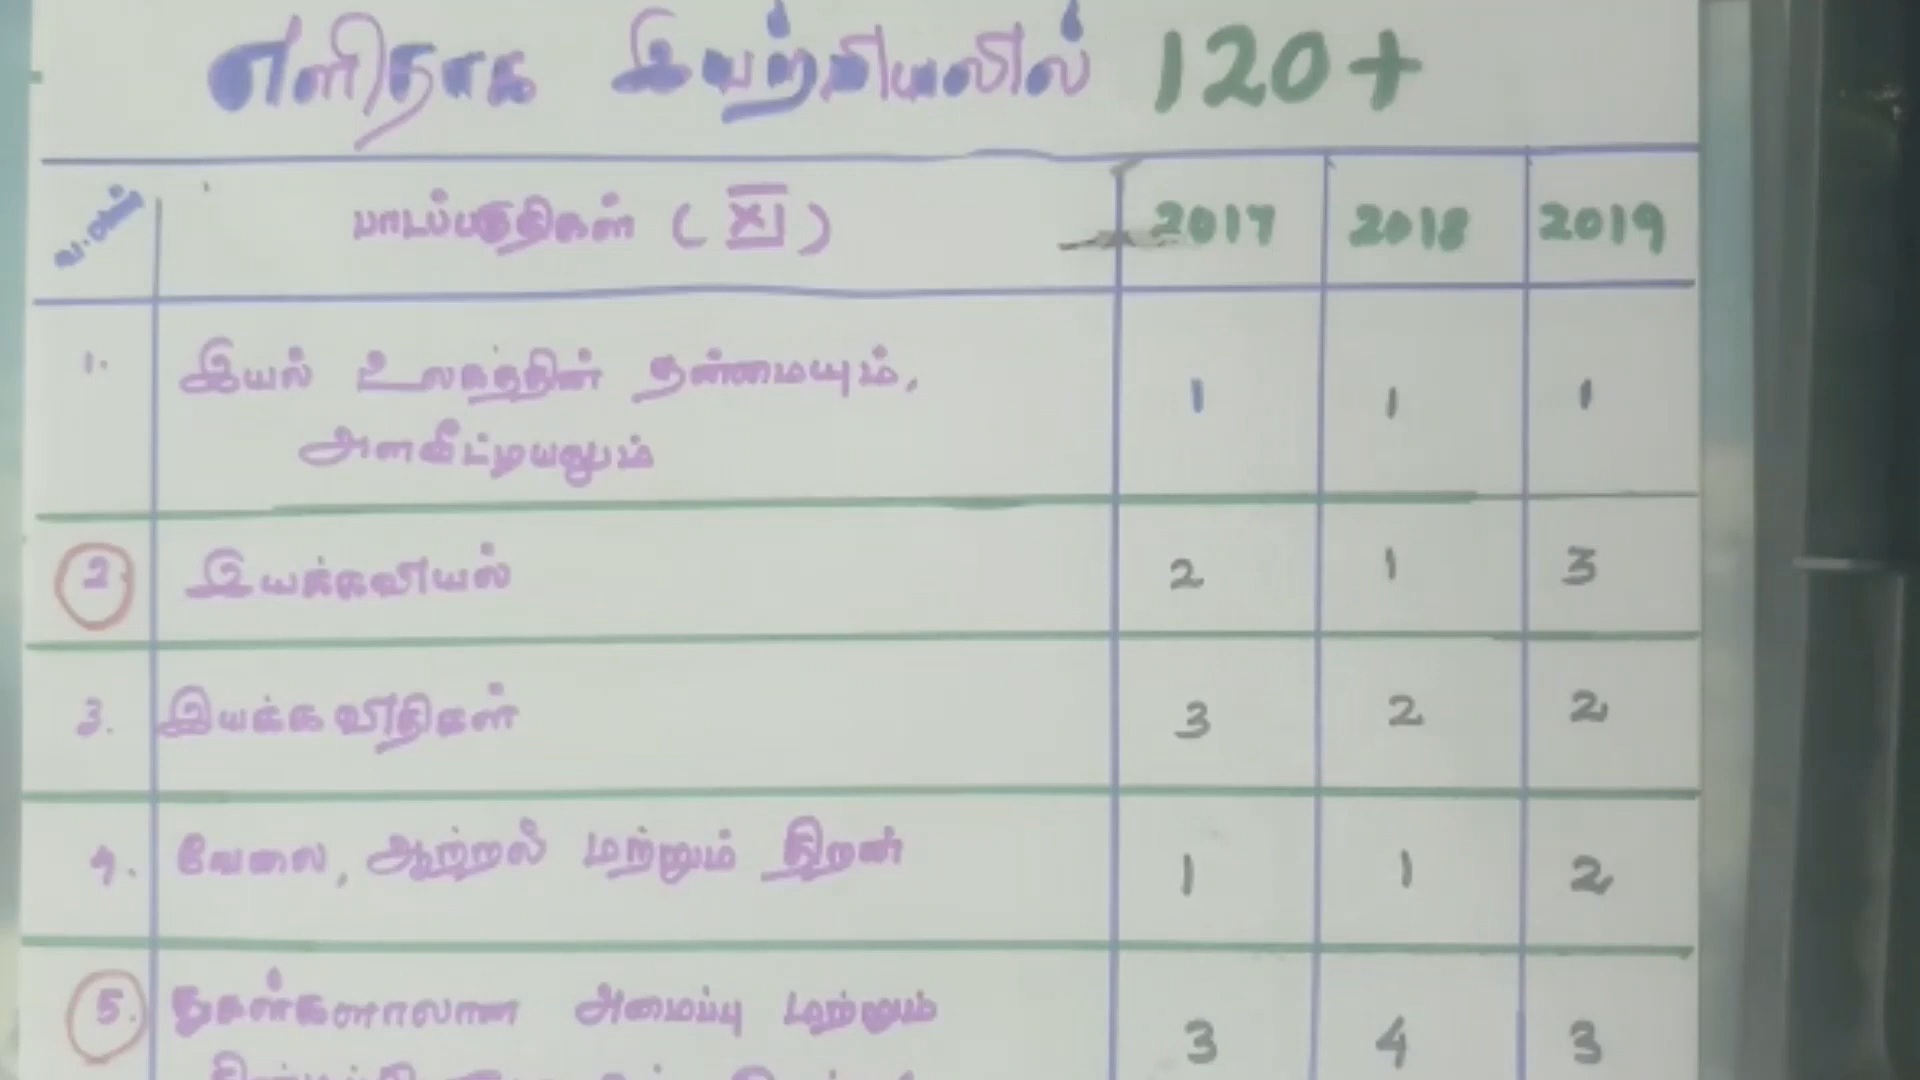 எளிதாக இயற்பியலில் 120+
வ.எண் பாடப்பகுதிகள் (XI) 2017 2018 2019
1. இயல் உலகத்தின் தன்மையும், 1 1 1
அளவீட்டியலும்
2. இயக்கவியல் 2 1 3
3. இயக்க விதிகள் 3 2 2
4. வேலை, ஆற்றல் மற்றும் திறன் 1 1 2
5. துகள்களாலான அமைப்பு மற்றும் 3 4 3